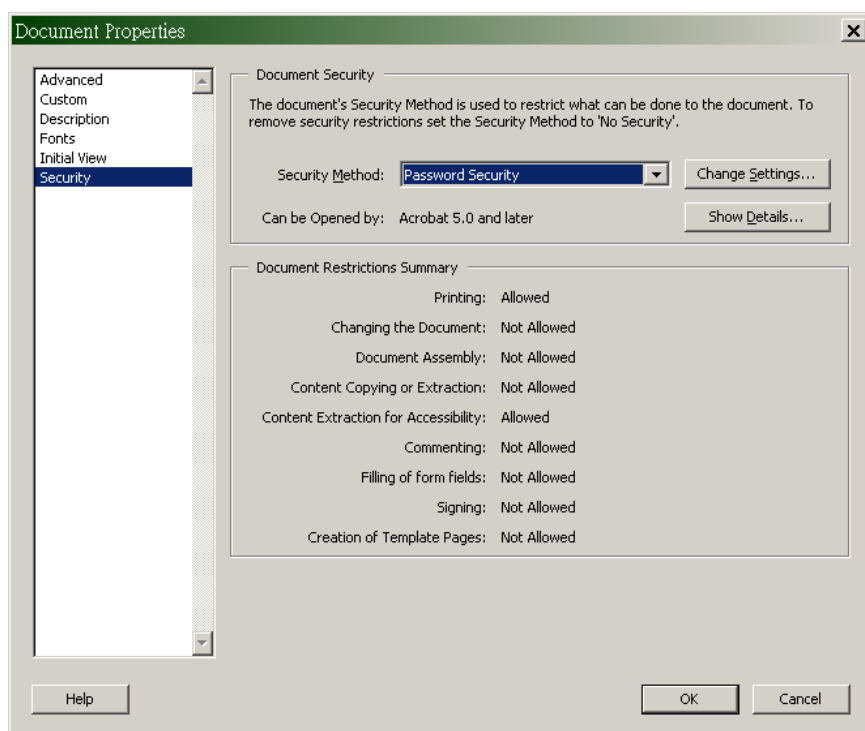 Document Properties
Advanced
Custom
Description
Fonts
Initial View
Security
Document Security
The document's Security Method is used to restrict what can be done to the document. To
remove security restrictions set the Security Method to 'No Security'.
Security Method: Password Security Change Settings...
Can be Opened by: Acrobat 5.0 and later Show Details...
Document Restrictions Summary
Printing: Allowed
Changing the Document: Not Allowed
Document Assembly: Not Allowed
Content Copying or Extraction: Not Allowed
Content Extraction for Accessibility: Allowed
Commenting: Not Allowed
Filling of form fields: Not Allowed
Signing: Not Allowed
Creation of Template Pages: Not Allowed
Help OK Cancel